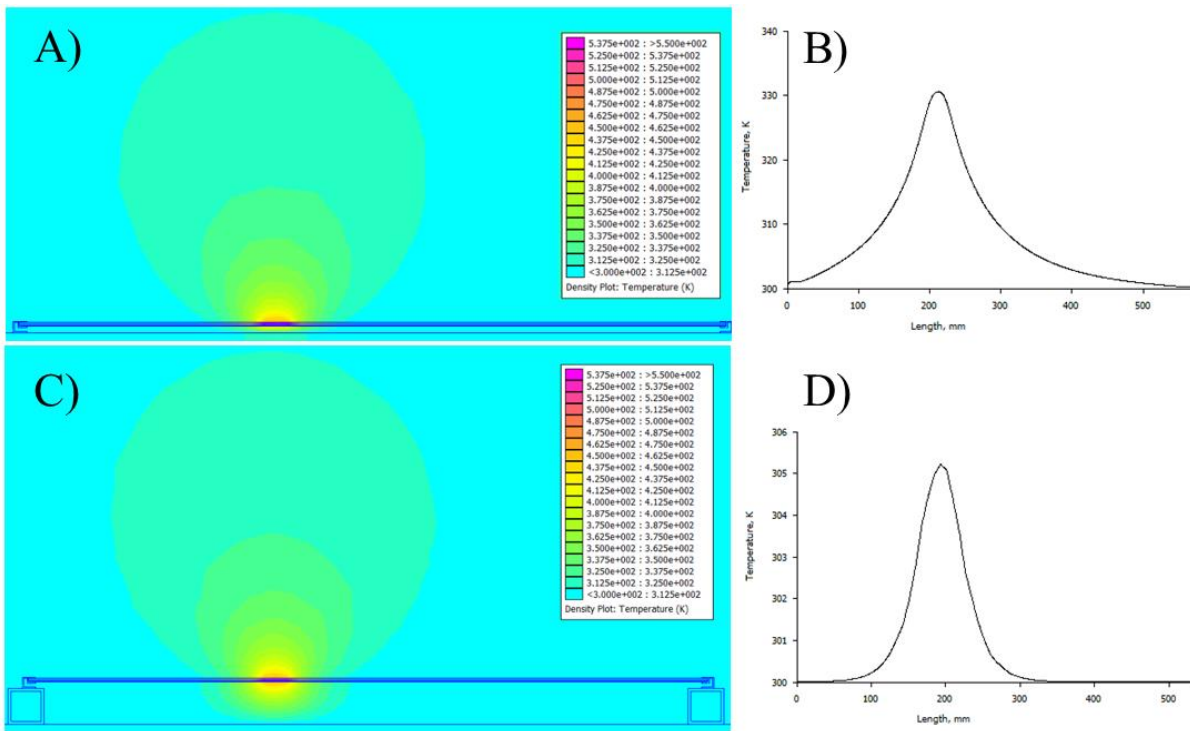 A)
5.375e+002 : >5.500e+002
5.250e+002 : 5.375e+002
5.125e+002 : 5.250e+002
5.000e+002 : 5.125e+002
4.875e+002 : 5.000e+002
4.750e+002 : 4.875e+002
4.625e+002 : 4.750e+002
4.500e+002 : 4.625e+002
4.375e+002 : 4.500e+002
4.250e+002 : 4.375e+002
4.125e+002 : 4.250e+002
4.000e+002 : 4.125e+002
3.875e+002 : 4.000e+002
3.750e+002 : 3.875e+002
3.625e+002 : 3.750e+002
3.500e+002 : 3.625e+002
3.375e+002 : 3.500e+002
3.250e+002 : 3.375e+002
3.125e+002 : 3.250e+002
<3.000e+002 : 3.125e+002
Density Plot: Temperature (K)
B)
340
330
320
310
300
Temperature, K
0 100 200 300 400 500
Length, mm
C)
5.375e+002 : >5.500e+002
5.250e+002 : 5.375e+002
5.125e+002 : 5.250e+002
5.000e+002 : 5.125e+002
4.875e+002 : 5.000e+002
4.750e+002 : 4.875e+002
4.625e+002 : 4.750e+002
4.500e+002 : 4.625e+002
4.375e+002 : 4.500e+002
4.250e+002 : 4.375e+002
4.125e+002 : 4.250e+002
4.000e+002 : 4.125e+002
3.875e+002 : 4.000e+002
3.750e+002 : 3.875e+002
3.625e+002 : 3.750e+002
3.500e+002 : 3.625e+002
3.375e+002 : 3.500e+002
3.250e+002 : 3.375e+002
3.125e+002 : 3.250e+002
<3.000e+002 : 3.125e+002
Density Plot: Temperature (K)
D)
306
305
304
303
302
301
300
Temperature, K
0 100 200 300 400 500
Length, mm